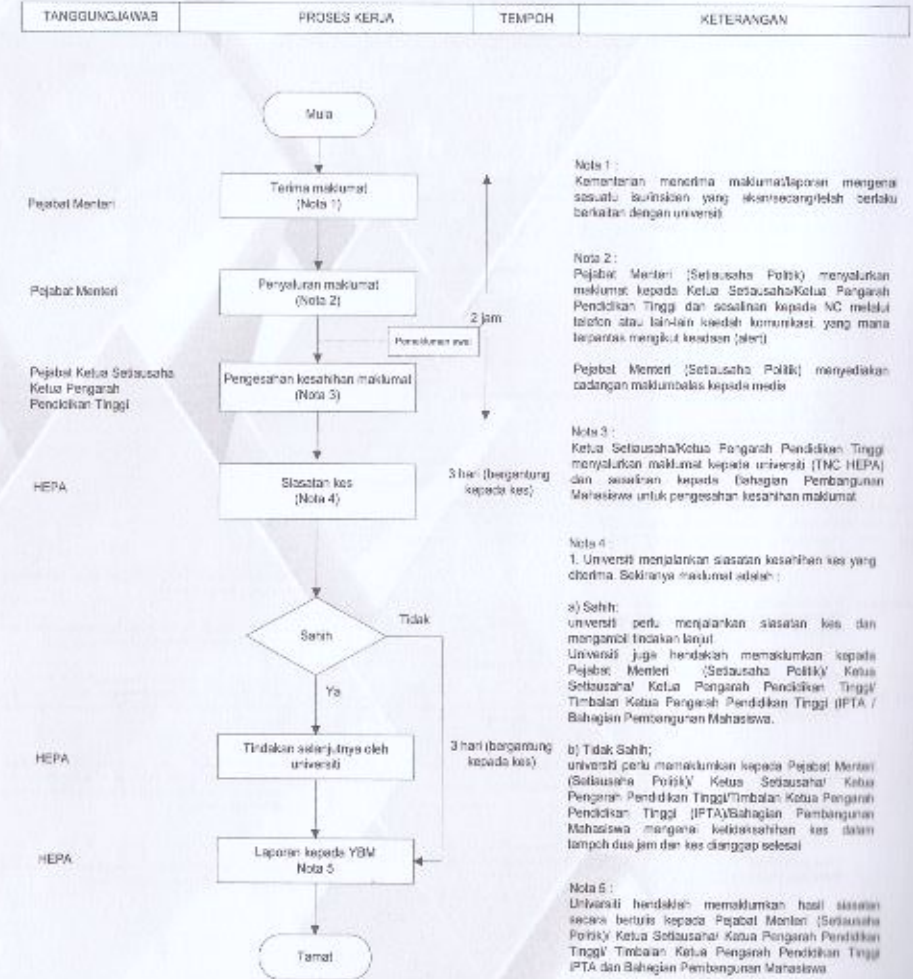 TANGGUNGJAWAB
PROSES KERJA
TEMPOH
KETERANGAN
Mula
Pejabat Menteri
Terima maklumat
(Nota 1)
Nota 1 :
Kementerian menerima maklumat/laporan mengenai
sesuatu isu/insiden yang akan/sedang/telah berlaku
berkaitan dengan universiti
Pejabat Menteri
Penyaluran maklumat
(Nota 2)
2 jam
Pemakluman awal
Nota 2 :
Pejabat Menteri (Setiausaha Politik) menyalurkan
maklumat kepada Ketua Setiausaha/Ketua Pengarah
Pendidikan Tinggi dan sesalinan kepada NC melalui
telefon atau lain-lain kaedah komunikasi, yang mana
terpantas mengikut keadaan (alert)
Pejabat Menteri (Setiausaha Politik) menyediakan
cadangan maklumbalas kepada media
Pejabat Ketua Setiausaha
Ketua Pengarah
Pendidikan Tinggi
Pengesahan kesahihan maklumat
(Nota 3)
Nota 3 :
Ketua Setiausaha/Ketua Pengarah Pendidikan Tinggi
menyalurkan maklumat kepada universiti (TNC HEPA)
dan sesalinan kepada Bahagian Pembangunan
Mahasiswa untuk pengesahan kesahihan maklumat
HEPA
Siasatan kes
(Nota 4)
3 hari (bergantung
kepada kes)
Nota 4 :
1. Universiti menjalankan siasatan kesahihan kes yang
diterima. Sekiranya maklumat adalah :
a) Sahih:
universiti perlu menjalankan siasatan kes dan
mengambil tindakan lanjut
Universiti juga hendaklah memaklumkan kepada
Pejabat Menteri (Setiausaha Politik)/ Ketua
Setiausaha/ Ketua Pengarah Pendidikan Tinggi/
Timbalan Ketua Pengarah Pendidikan Tinggi (IPTA /
Bahagian Pembangunan Mahasiswa.
Sahih
Tidak
Ya
HEPA
Tindakan selanjutnya oleh
universiti
3 hari (bergantung
kepada kes)
b) Tidak Sahih;
universiti perlu memaklumkan kepada Pejabat Menteri
(Setiausaha Politik)/ Ketua Setiausaha/ Ketua
Pengarah Pendidikan Tinggi/Timbalan Ketua Pengarah
Pendidikan Tinggi (IPTA)/Bahagian Pembangunan
Mahasiswa mengenai ketidaksahihan kes dalam
tempoh dua jam dan kes dianggap selesai
HEPA
Laporan kepada YBM
Nota 5
Nota 5 :
Universiti hendaklah memaklumkan hasil siasatan
secara bertulis kepada Pejabat Menteri (Setiausaha
Politik)/ Ketua Setiausaha/ Ketua Pengarah Pendidikan
Tinggi/ Timbalan Ketua Pengarah Pendidikan Tinggi
IPTA dan Bahagian Pembangunan Mahasiswa
Tamat